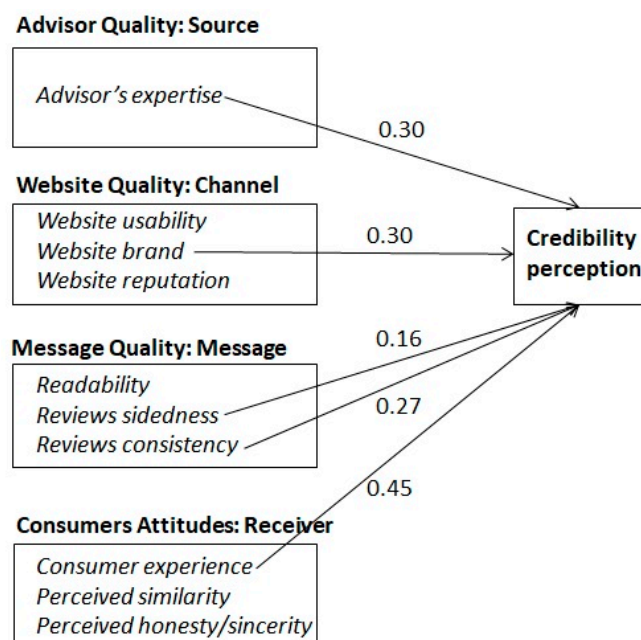 Advisor Quality: Source
Advisor's expertise
0.30
Website Quality: Channel
Website usability
Website brand
Website reputation
0.30
Credibility
perception
Message Quality: Message
Readability
Reviews sidedness
Reviews consistency
0.16
0.27
0.45
Consumers Attitudes: Receiver
Consumer experience
Perceived similarity
Perceived honesty/sincerity